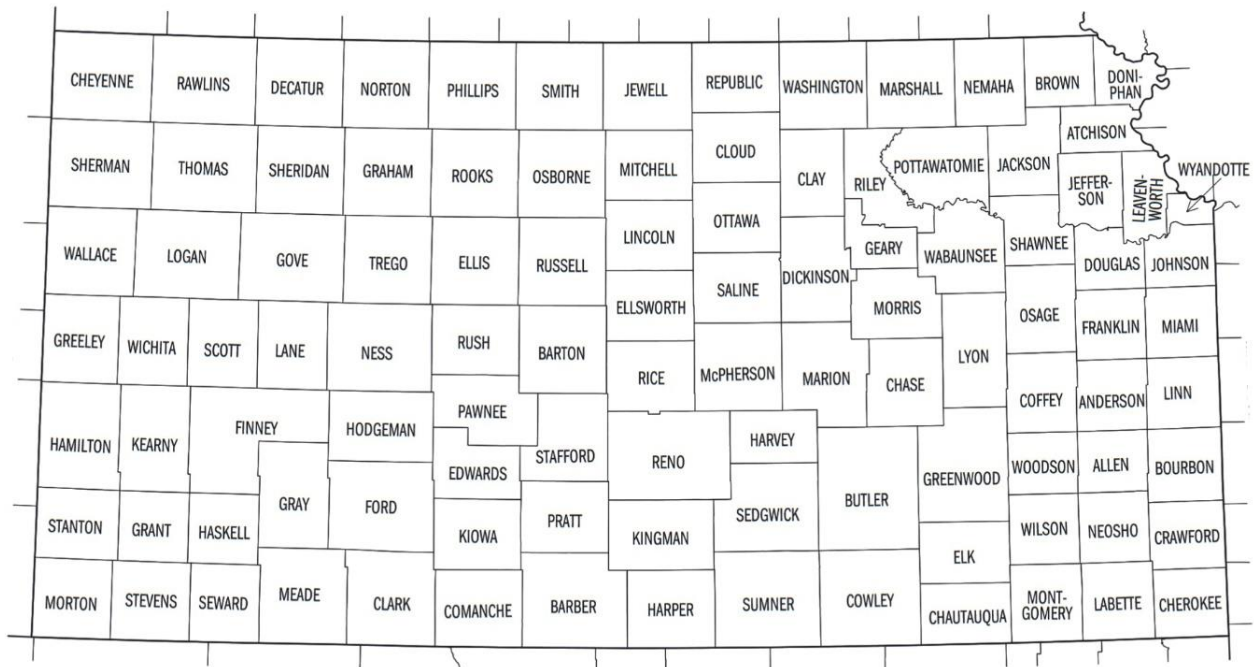 CHEYENNE
RAWLINS
DECATUR
NORTON
PHILLIPS
SMITH
JEWELL
REPUBLIC
WASHINGTON
MARSHALL
NEMAHA
BROWN
DONI-
PHAN
SHERMAN
THOMAS
SHERIDAN
GRAHAM
ROOKS
OSBORNE
MITCHELL
CLOUD
CLAY
RILEY
POTTAWATOMIE
JACKSON
ATCHISON
JEFFER-
SON
LEAVEN-
WORTH
WYANDOTTE
WALLACE
LOGAN
GOVE
TREGO
ELLIS
RUSSELL
LINCOLN
OTTAWA
SALINE
DICKINSON
GEARY
WABAUNSEE
SHAWNEE
DOUGLAS
JOHNSON
GREELEY
WICHITA
SCOTT
LANE
NESS
RUSH
BARTON
ELLSWORTH
RICE
McPHERSON
MARION
MORRIS
CHASE
LYON
OSAGE
FRANKLIN
MIAMI
HAMILTON
KEARNY
FINNEY
HODGEMAN
PAWNEE
EDWARDS
STAFFORD
RENO
HARVEY
BUTLER
GREENWOOD
COFFEY
ANDERSON
LINN
WOODSON
ALLEN
BOURBON
STANTON
GRANT
HASKELL
GRAY
FORD
KIOWA
PRATT
KINGMAN
SEDGWICK
ELK
WILSON
NEOSHO
CRAWFORD
MORTON
STEVENS
SEWARD
MEADE
CLARK
COMANCHE
BARBER
HARPER
SUMNER
COWLEY
CHAUTAUQUA
MONT-
GOMERY
LABETTE
CHEROKEE